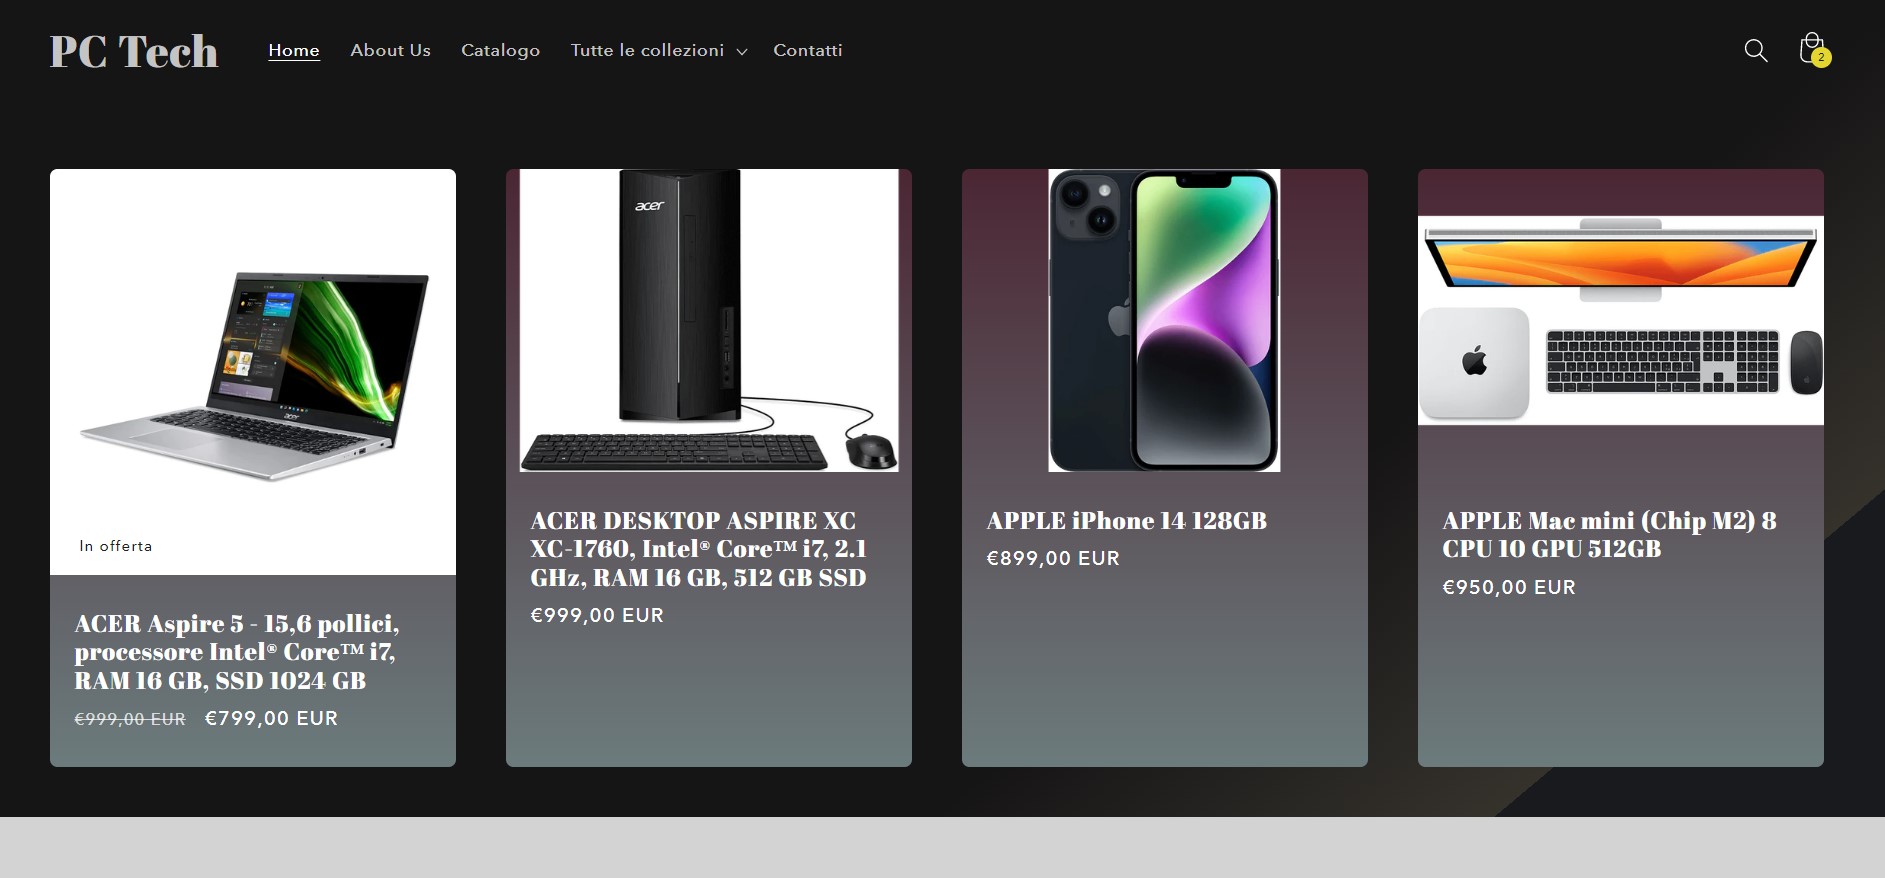 PC Tech
Home
About Us
Catalogo
Tutte le collezioni
Contatti
2
acer
In offerta
ACER Aspire 5 - 15,6 pollici,
processore Intel® Core™ i7,
RAM 16 GB, SSD 1024 GB
€999,00 EUR €799,00 EUR
acer
ACER DESKTOP ASPIRE XC
XC-1760, Intel® Core™ i7, 2.1
GHz, RAM 16 GB, 512 GB SSD
€999,00 EUR
APPLE iPhone 14 128GB
€899,00 EUR
APPLE Mac mini (Chip M2) 8
CPU 10 GPU 512GB
€950,00 EUR